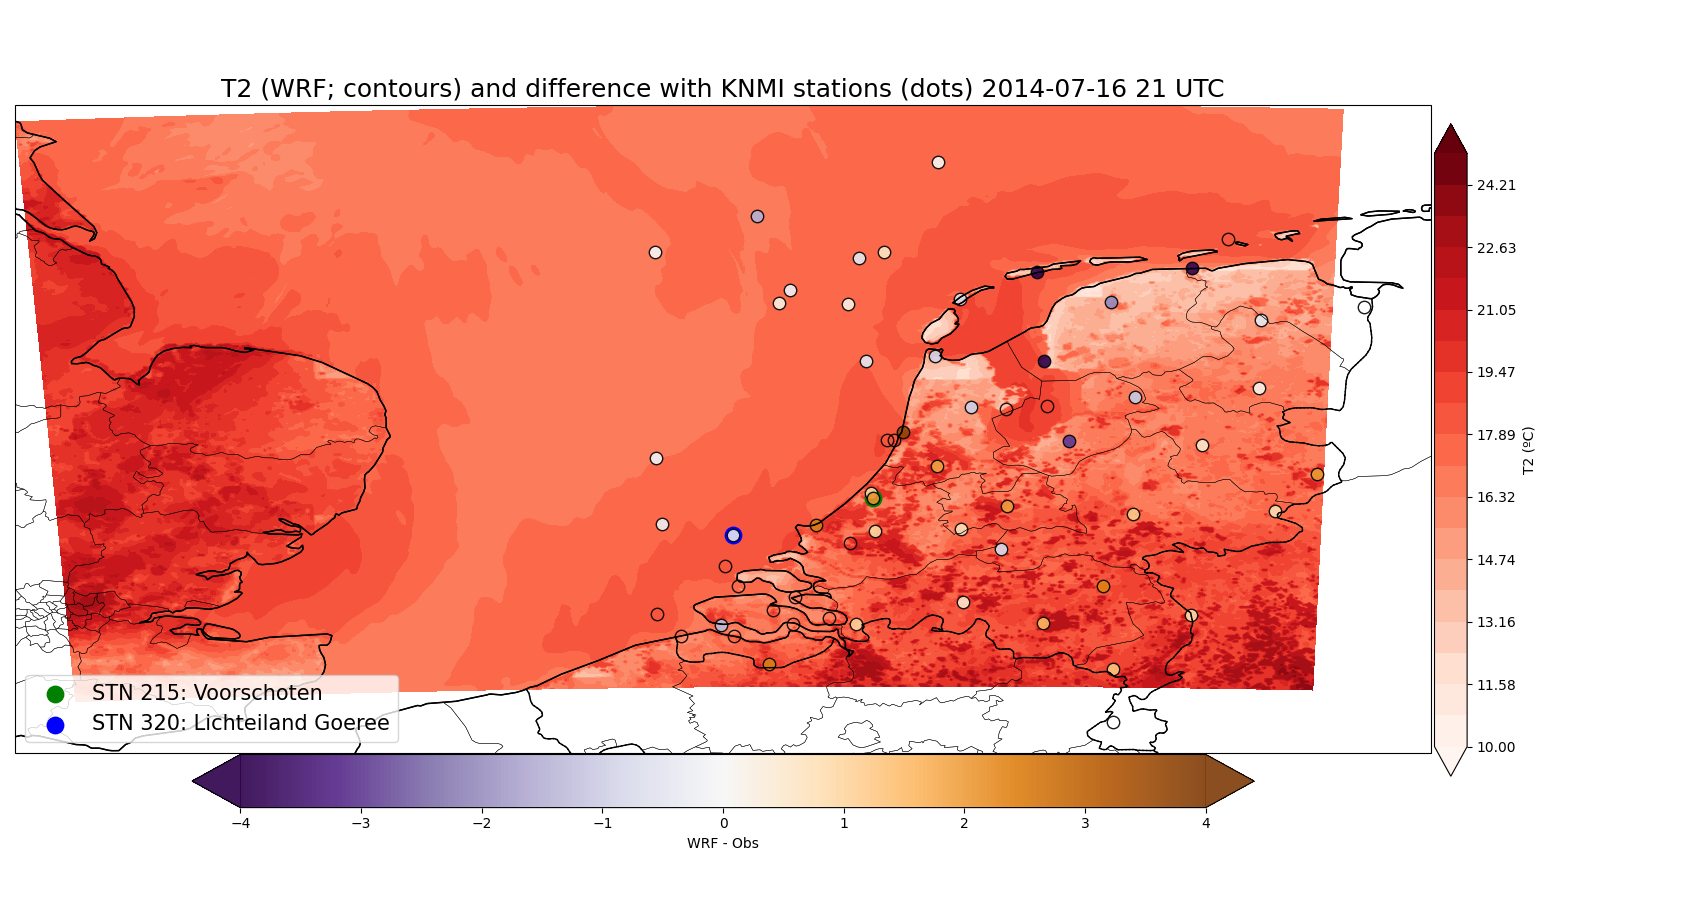 T2 (WRF; contours) and difference with KNMI stations (dots) 2014-07-16 21 UTC
24.21
22.63
21.05
19.47
17.89
16.32
14.74
13.16
11.58
10.00
T2 (ºC)
STN 215: Voorschoten
STN 320: Lichteiland Goeree
−4 −3 −2 −1 0 1 2 3 4
WRF - Obs